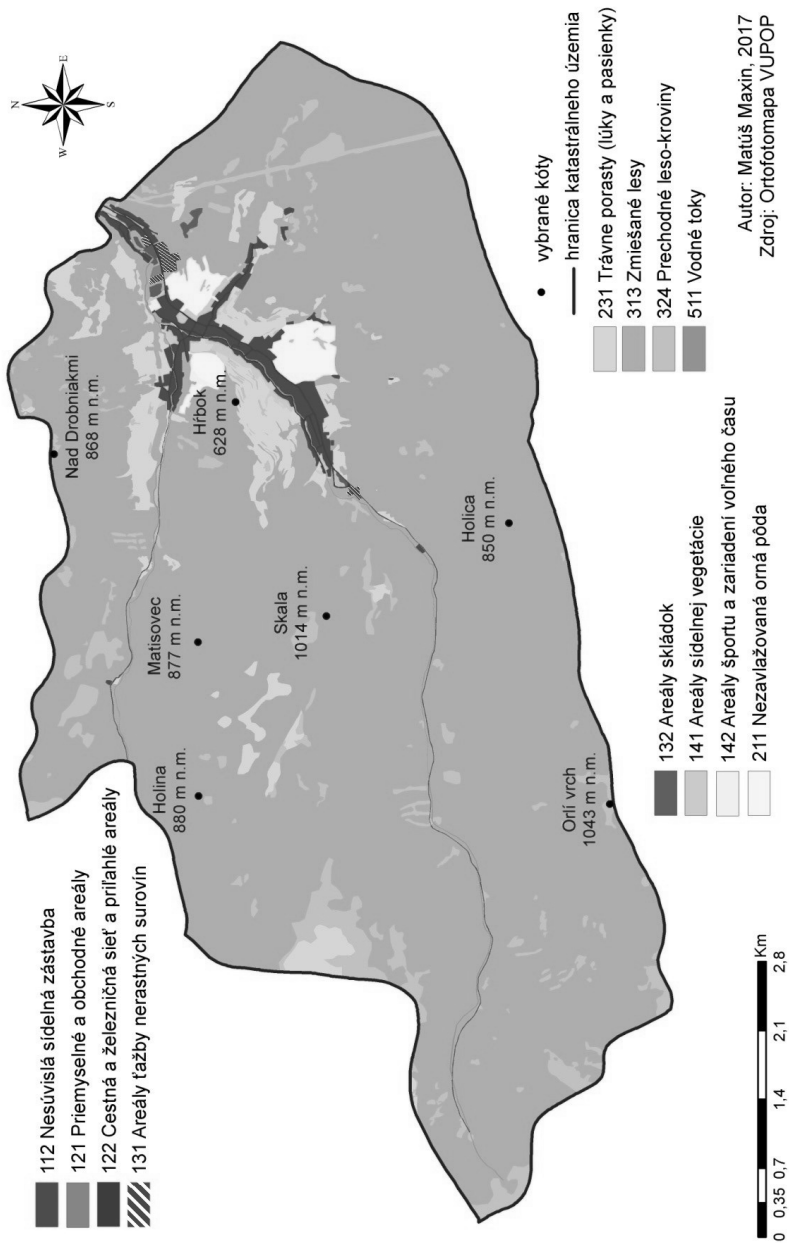 N
W
E
S
112 Nesúvislá sídelná zástavba
121 Priemyselné a obchodné areály
122 Cestná a železničná sieť a priľahlé areály
131 Areály ťažby nerastných surovín
Nad Drobniakmi
868 m n.m.
Matisovec
877 m n.m.
Holina
880 m n.m.
Hŕbok
628 m n.m.
Skala
1014 m n.m.
Holica
850 m n.m.
Orlí vrch
1043 m n.m.
0 0,35 0,7 1,4 2,1 2,8
Km
132 Areály skládok
141 Areály sídelnej vegetácie
142 Areály športu a zariadení voľného času
211 Nezavlažovaná orná pôda
vybrané kóty
hranica katastrálneho územia
231 Trávne porasty (lúky a pasienky)
313 Zmiešané lesy
324 Prechodné leso-kroviny
511 Vodné toky
Autor: Matúš Maxin, 2017
Zdroj: Ortofotomapa VUPOP